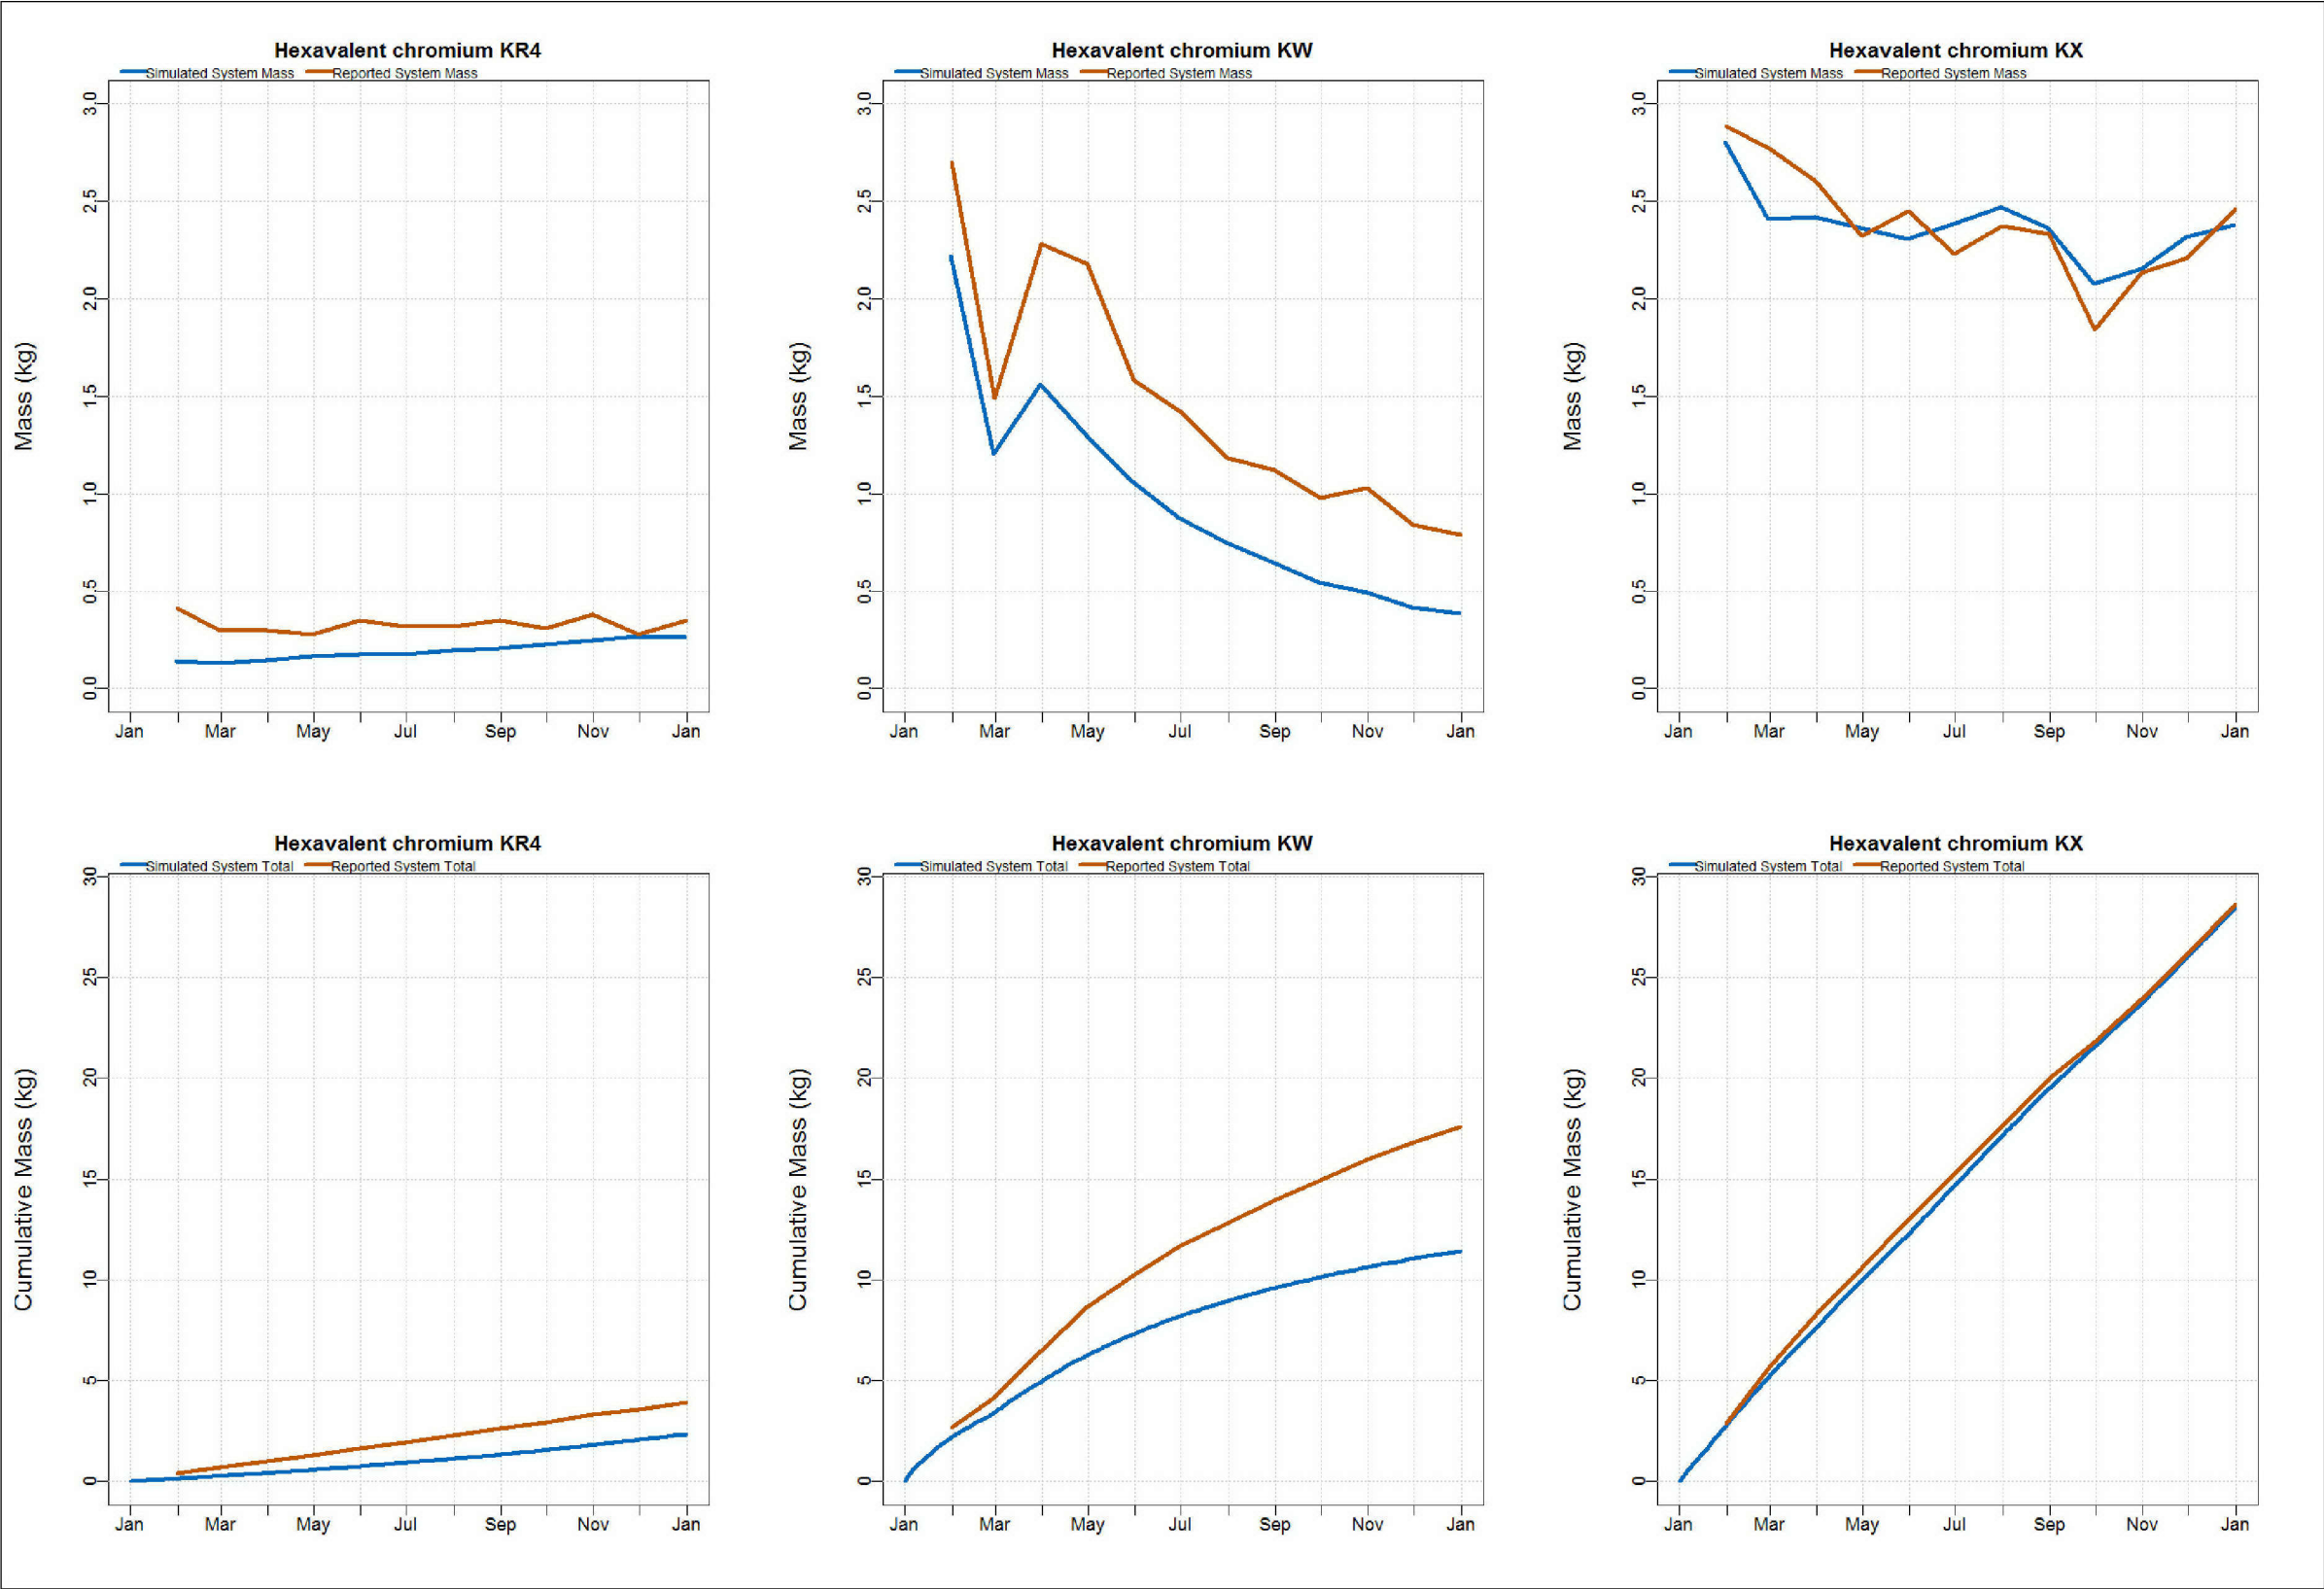 Hexavalent chromium KR4
Simulated System Mass Reported System Mass
Mass (kg)
3.0
2.5
2.0
1.5
1.0
0.5
0.0
Jan Mar May Jul Sep Nov Jan
Hexavalent chromium KW
Simulated System Mass Reported System Mass
Mass (kg)
3.0
2.5
2.0
1.5
1.0
0.5
0.0
Jan Mar May Jul Sep Nov Jan
Hexavalent chromium KX
Simulated System Mass Reported System Mass
Mass (kg)
3.0
2.5
2.0
1.5
1.0
0.5
0.0
Jan Mar May Jul Sep Nov Jan
Hexavalent chromium KR4
Simulated System Total Reported System Total
Cumulative Mass (kg)
30
25
20
15
10
5
0
Jan Mar May Jul Sep Nov Jan
Hexavalent chromium KW
Simulated System Total Reported System Total
Cumulative Mass (kg)
30
25
20
15
10
5
0
Jan Mar May Jul Sep Nov Jan
Hexavalent chromium KX
Simulated System Total Reported System Total
Cumulative Mass (kg)
30
25
20
15
10
5
0
Jan Mar May Jul Sep Nov Jan